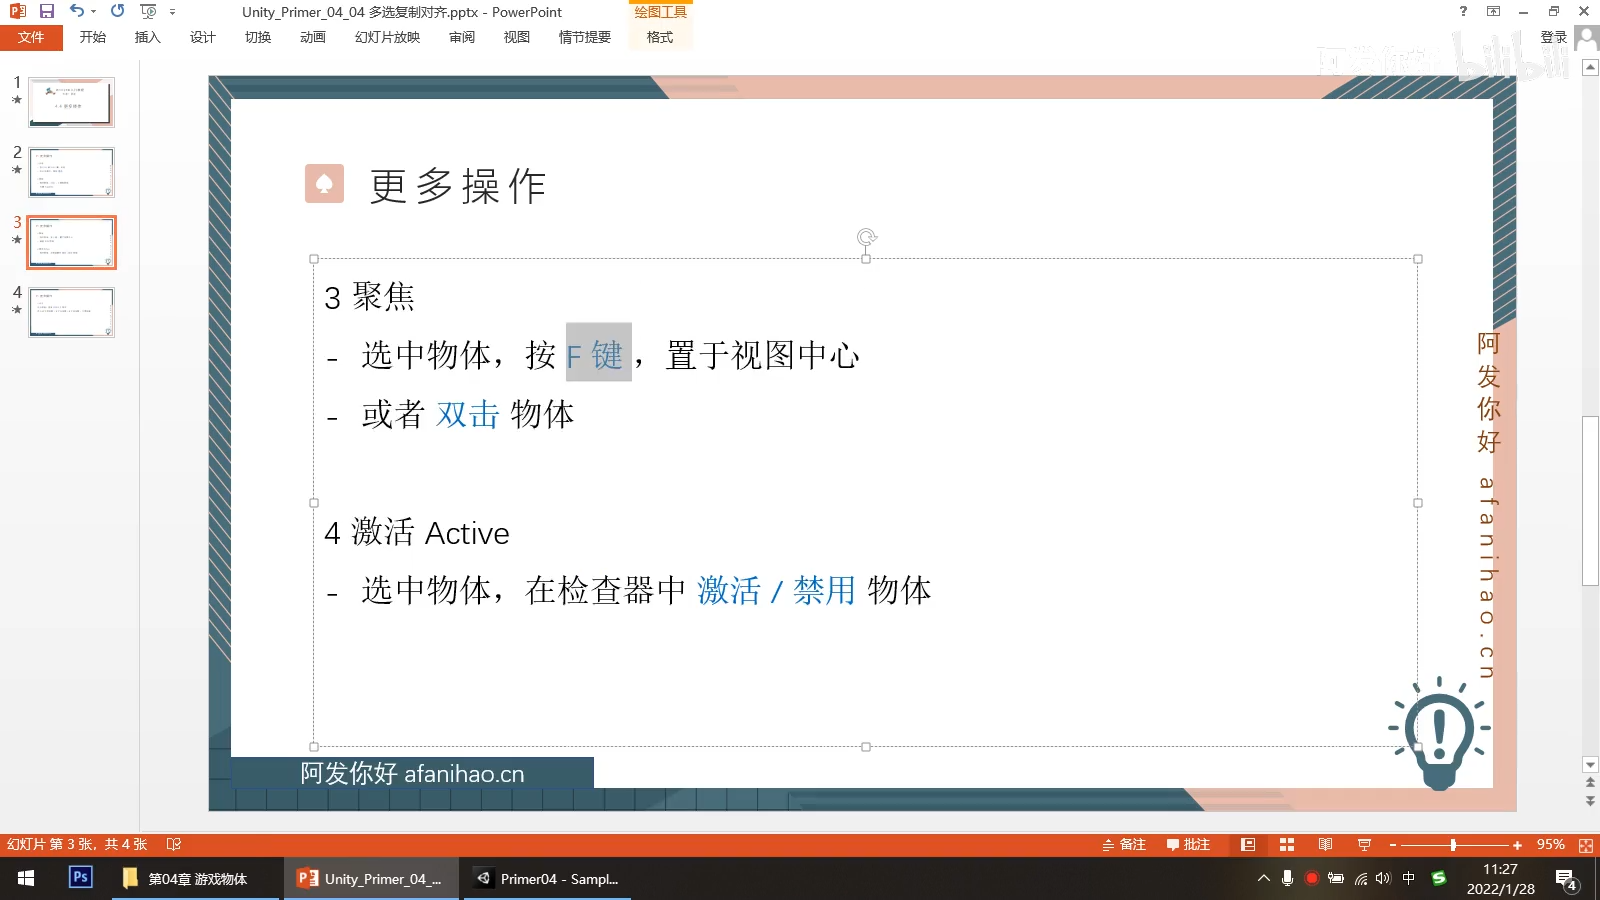 Unity_Primer_04_04 多选复制对齐.pptx - PowerPoint
绘图工具
文件
开始
插入
设计
切换
动画
幻灯片放映
审阅
视图
情节提要
格式
登录
阿发你好
bilibili
1
2
3
4
更多操作
3 聚焦
- 选中物体，按 F 键 ，置于视图中心
- 或者 双击 物体
4 激活 Active
- 选中物体，在检查器中 激活 / 禁用 物体
阿发你好 afanihao.cn
阿发你好 afanihao.cn
幻灯片 第 3 张，共 4 张
备注
批注
95%
Ps
第04章 游戏物体
Unity_Primer_04_...
Primer04 - Sampl...
中
11:27
2022/1/28
4